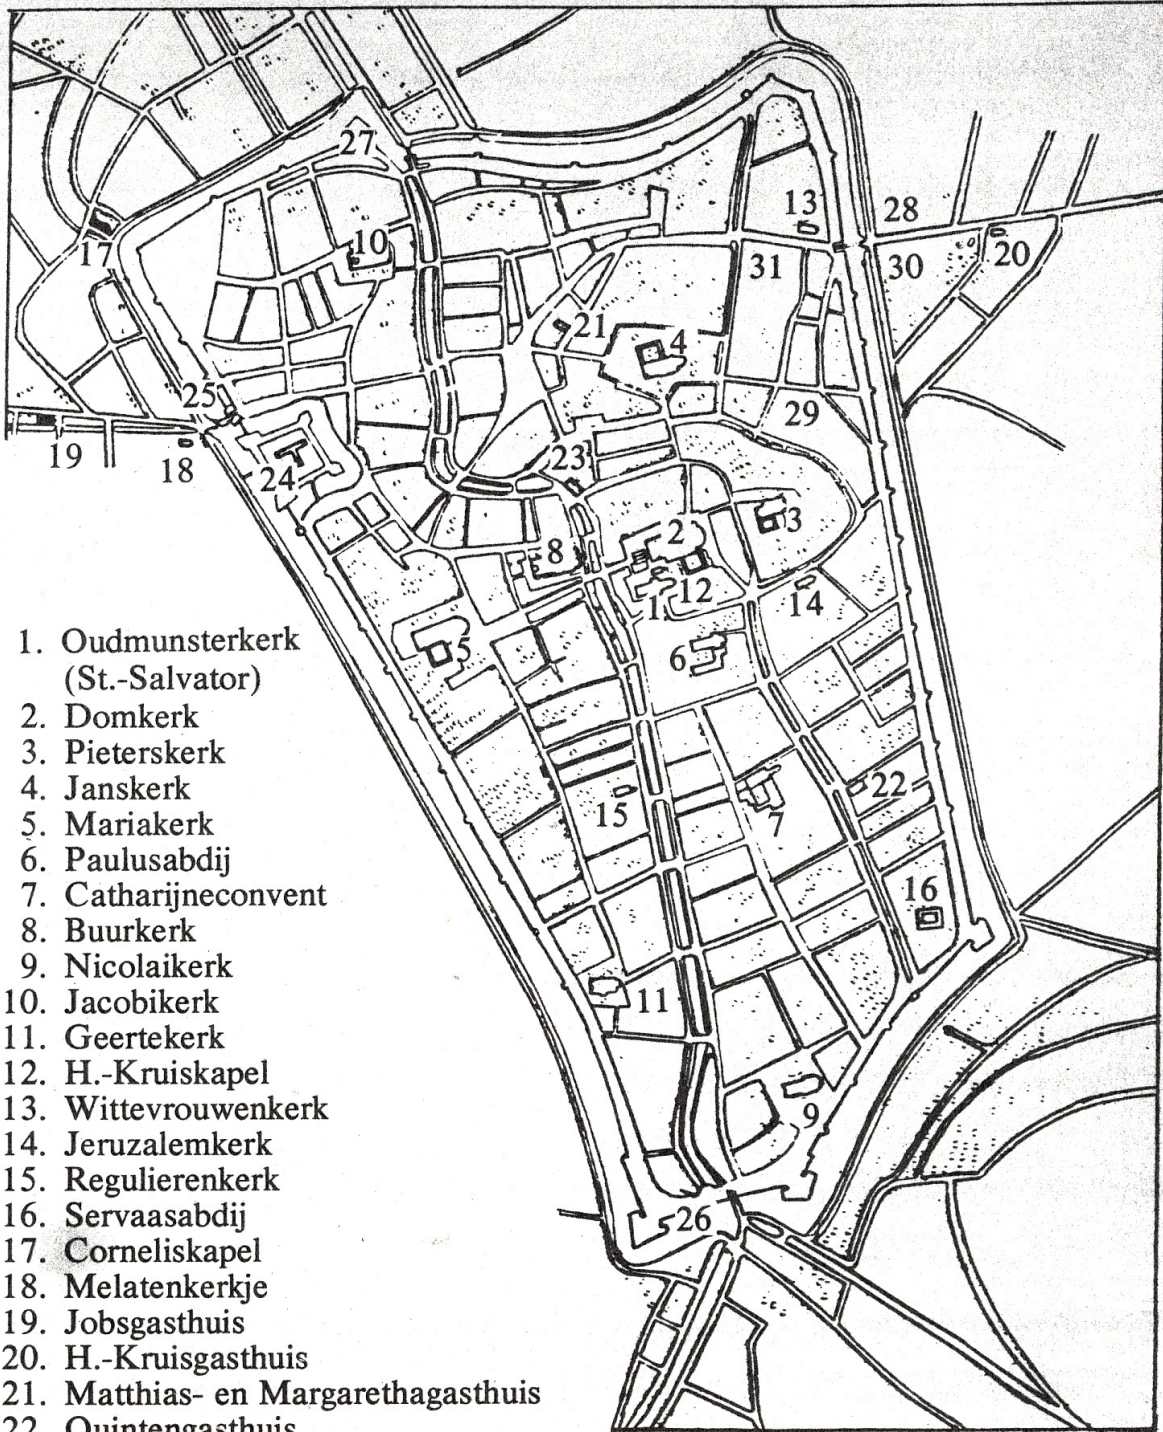 27
13
28
10
17
31
30
20
21
4
25
29
19
18
24
23
2
3
8
12
1
14
5
6
15
7
22
16
11
9
26
1. Oudmunsterkerk
(St.-Salvator)
2. Domkerk
3. Pieterskerk
4. Janskerk
5. Mariakerk
6. Paulusabdij
7. Catharijneconvent
8. Buurkerk
9. Nicolaikerk
10. Jacobikerk
11. Geertekerk
12. H.-Kruiskapel
13. Wittevrouwenkerk
14. Jeruzalemkerk
15. Regulierenkerk
16. Servaasabdij
17. Corneliskapel
18. Melatenkerkje
19. Jobsgasthuis
20. H.-Kruisgasthuis
21. Matthias- en Margarethagasthuis
22. Quintengasthuis